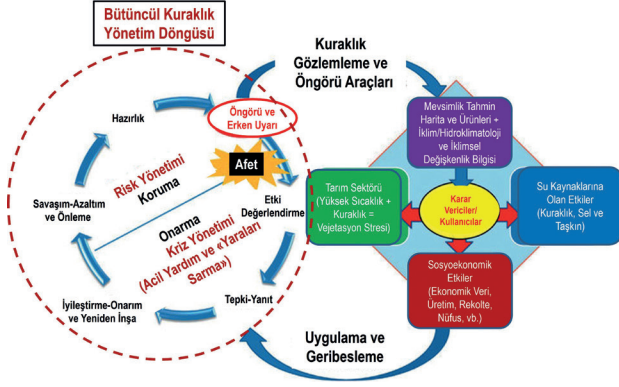 Bütüncül Kuraklık
Yönetim Döngüsü
Kuraklık
Gözlemleme ve
Öngörü Araçları
Hazırlık
Öngörü ve
Erken Uyarı
Afet
Risk Yönetimi
Koruma
Savaşım-Azaltım
ve Önleme
Etki
Değerlendirme
Onarma
Kriz Yönetimi
(Acil Yardım ve «Yaraları
Sarma»)
İyileştirme-Onarım
ve Yeniden İnşa
Tepki-Yanıt
Mevsimlik Tahmin
Harita ve Ürünleri +
İklim/Hidroklimatoloji
ve İklimsel
Değişkenlik Bilgisi
Tarım Sektörü
(Yüksek Sıcaklık +
Kuraklık =
Vejetasyon Stresi)
Karar
Vericiler/
Kullanıcılar
Su Kaynaklarına
Olan Etkiler
(Kuraklık, Sel ve
Taşkın)
Sosyoekonomik
Etkiler
(Ekonomik Veri,
Üretim, Rekolte,
Nüfus, vb.)
Uygulama ve
Geribesleme